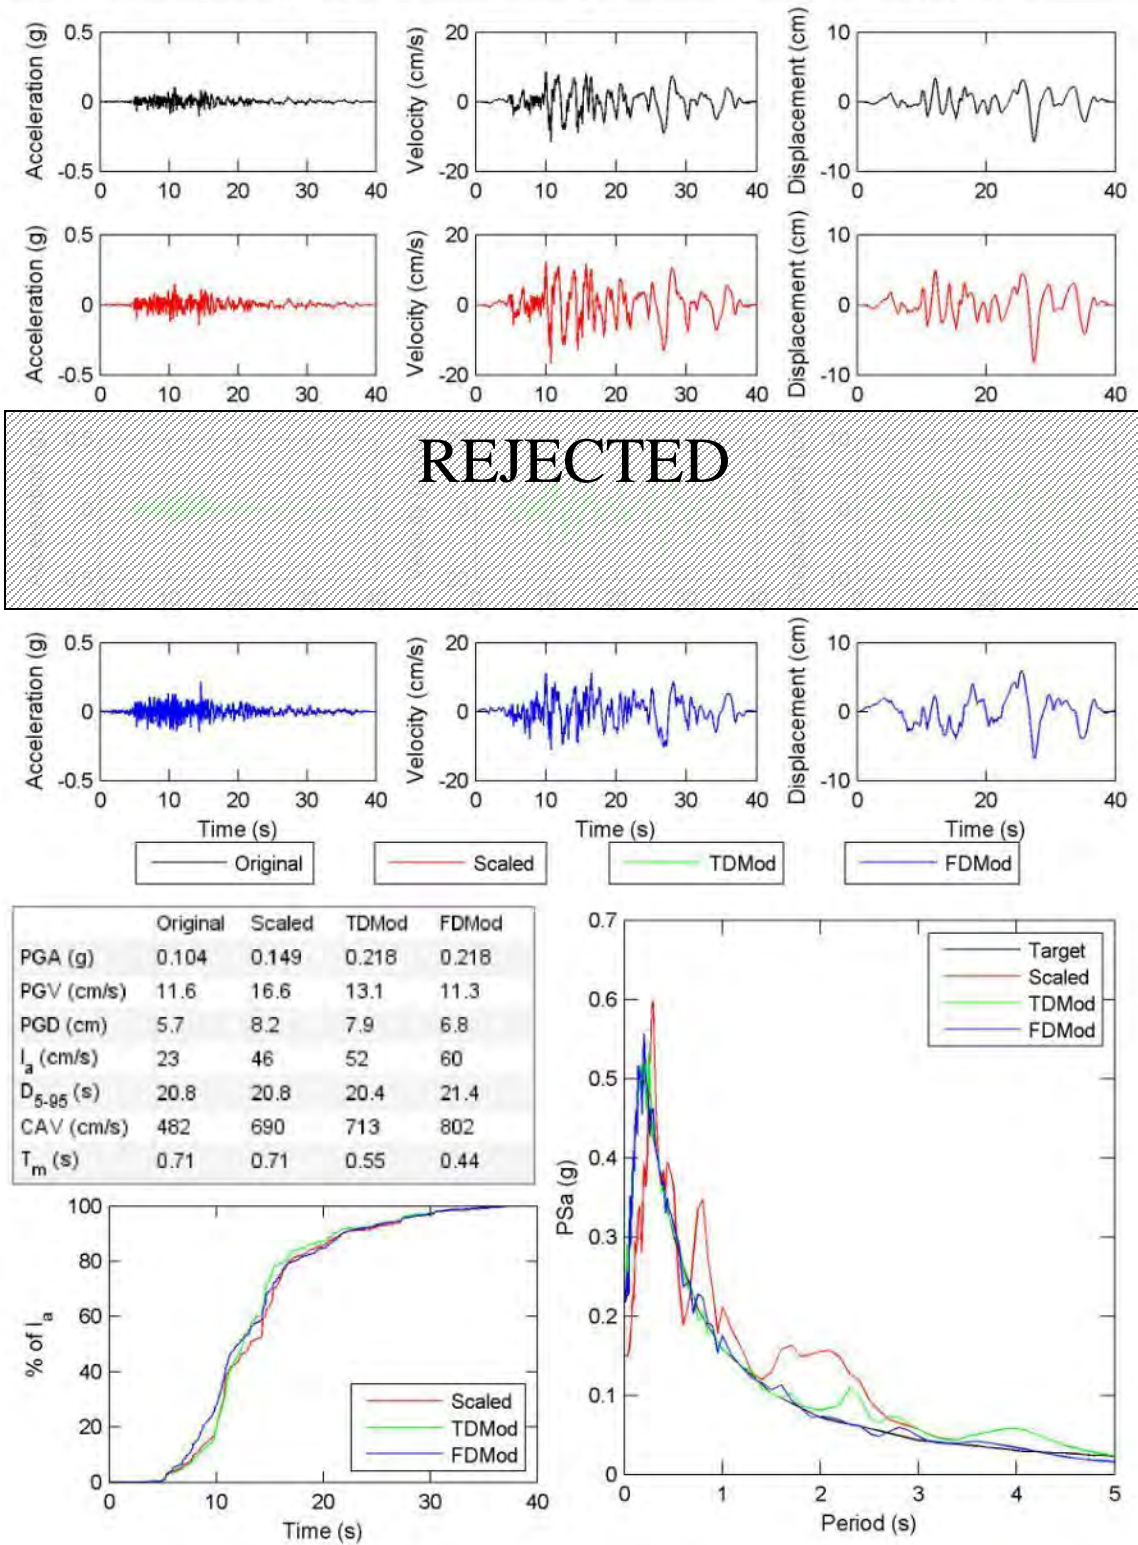 Acceleration (g)
0.5
0
-0.5
0 10 20 30 40
Velocity (cm/s)
20
0
-20
0 10 20 30 40
Displacement (cm)
10
0
-10
0 20 40
Acceleration (g)
0.5
0
-0.5
0 10 20 30 40
Velocity (cm/s)
20
0
-20
0 10 20 30 40
Displacement (cm)
10
0
-10
0 20 40
REJECTED
Acceleration (g)
0.5
0
-0.5
0 10 20 30 40
Time (s)
Velocity (cm/s)
20
0
-20
0 10 20 30 40
Time (s)
Displacement (cm)
10
0
-10
0 20 40
Time (s)
Original Scaled TDMod FDMod
Original Scaled TDMod FDMod
PGA (g) 0.104 0.149 0.218 0.218
PGV (cm/s) 11.6 16.6 13.1 11.3
PGD (cm) 5.7 8.2 7.9 6.8
Ia (cm/s) 23 46 52 60
D5-95 (s) 20.8 20.8 20.4 21.4
CAV (cm/s) 482 690 713 802
Tm (s) 0.71 0.71 0.55 0.44
% of Ia
100
80
60
40
20
0
0 10 20 30 40
Time (s)
Scaled
TDMod
FDMod
PSa (g)
0.7
0.6
0.5
0.4
0.3
0.2
0.1
0
0 1 2 3 4 5
Period (s)
Target
Scaled
TDMod
FDMod